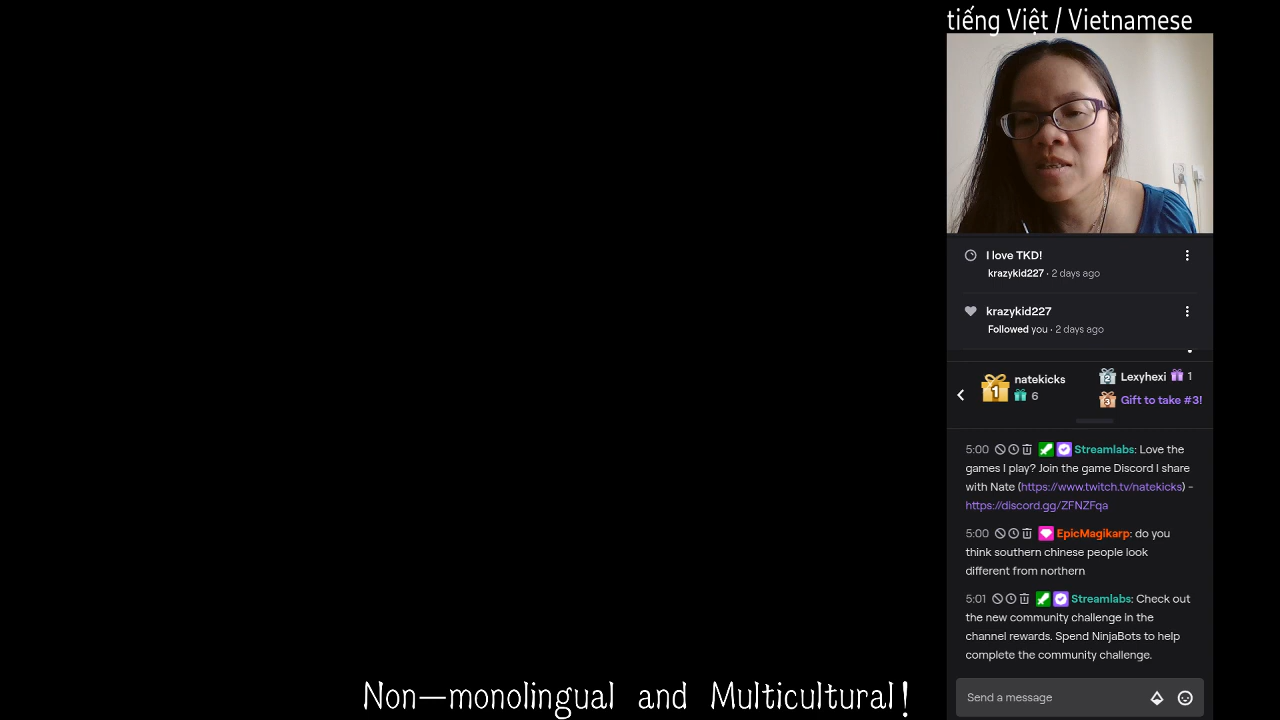 tiếng Việt / Vietnamese
I love TKD!
krazykid227 · 2 days ago
krazykid227
Followed you · 2 days ago
1 natekicks
6
2 Lexyhexi 1
3 Gift to take #3!
5:00 Streamlabs: Love the
games I play? Join the game Discord I share
with Nate (https://www.twitch.tv/natekicks) -
https://discord.gg/ZFNZFqa
5:00 EpicMagikarp: do you
think southern chinese people look
different from northern
5:01 Streamlabs: Check out
the new community challenge in the
channel rewards. Spend NinjaBots to help
complete the community challenge.
Send a message
Non-monolingual and Multicultural!